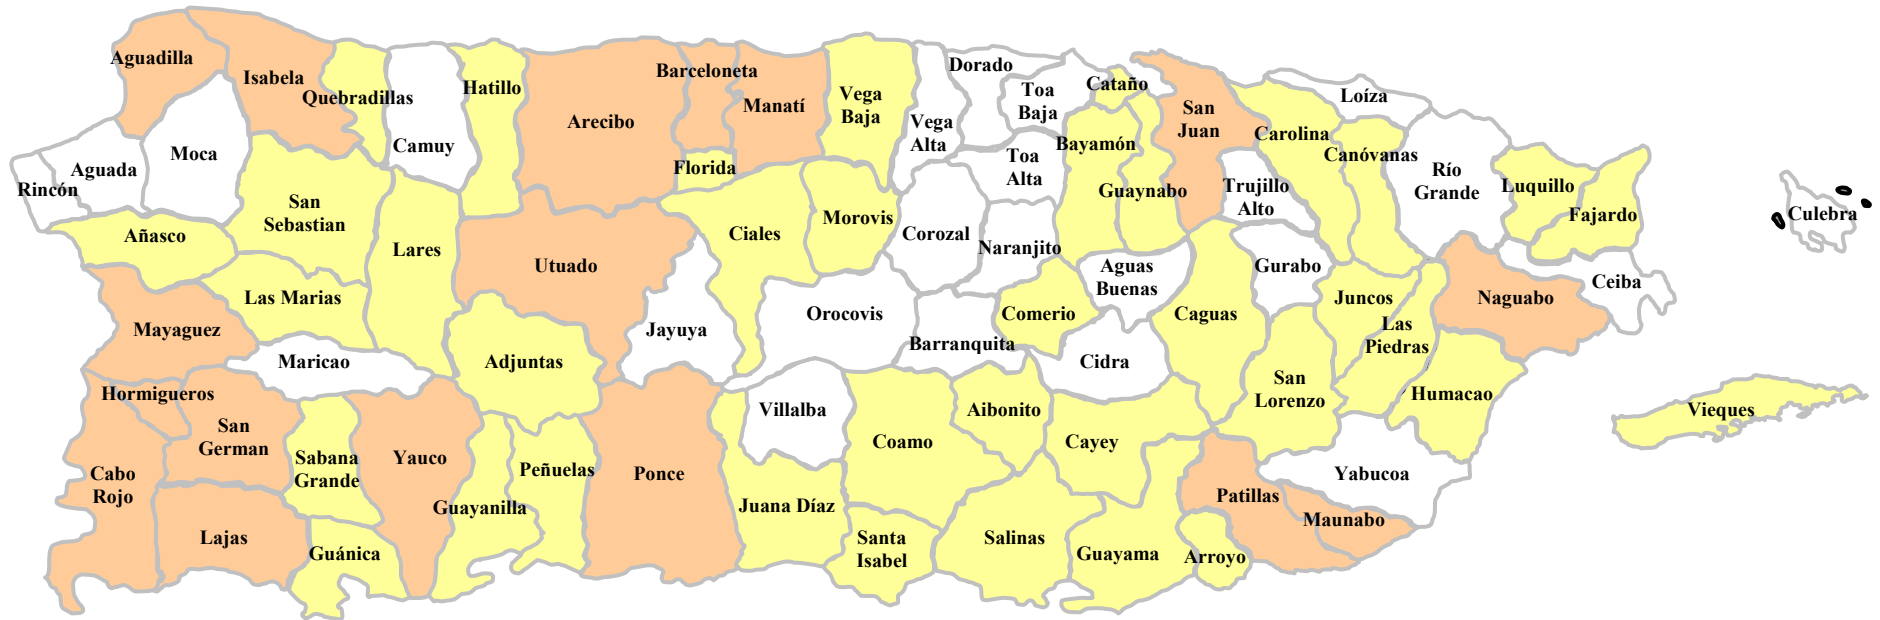 Aguadilla
Isabela
Quebradillas
Camuy
Hatillo
Arecibo
Barceloneta
Manatí
Florida
Vega
Baja
Vega
Alta
Dorado
Toa
Baja
Toa
Alta
Cataño
Bayamón
Guaynabo
San
Juan
Carolina
Trujillo
Alto
Loíza
Canóvanas
Río
Grande
Luquillo
Fajardo
Culebra
Rincón
Aguada
Moca
Añasco
San
Sebastian
Lares
Las Marias
Utuado
Ciales
Morovis
Corozal
Naranjito
Aguas
Buenas
Gurabo
Juncos
Las
Piedras
Naguabo
Ceiba
Mayaguez
Maricao
Adjuntas
Jayuya
Orocovis
Barranquita
Comerio
Cidra
Caguas
San
Lorenzo
Humacao
Vieques
Hormigueros
San
German
Cabo
Rojo
Lajas
Sabana
Grande
Guánica
Yauco
Guayanilla
Peñuelas
Ponce
Villalba
Juana Díaz
Coamo
Santa
Isabel
Aibonito
Salinas
Cayey
Guayama
Arroyo
Patillas
Maunabo
Yabucoa